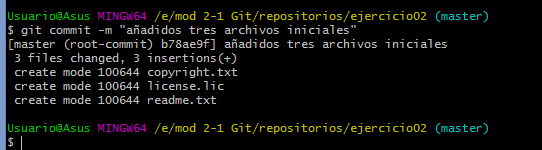 Usuario@Asus MINGW64 /e/mod 2-1 Git/repositorios/ejercicio02 (master)
$ git commit -m "añadidos tres archivos iniciales"
[master (root-commit) b78ae9f] añadidos tres archivos iniciales
 3 files changed, 3 insertions(+)
 create mode 100644 copyright.txt
 create mode 100644 license.lic
 create mode 100644 readme.txt

Usuario@Asus MINGW64 /e/mod 2-1 Git/repositorios/ejercicio02 (master)
$